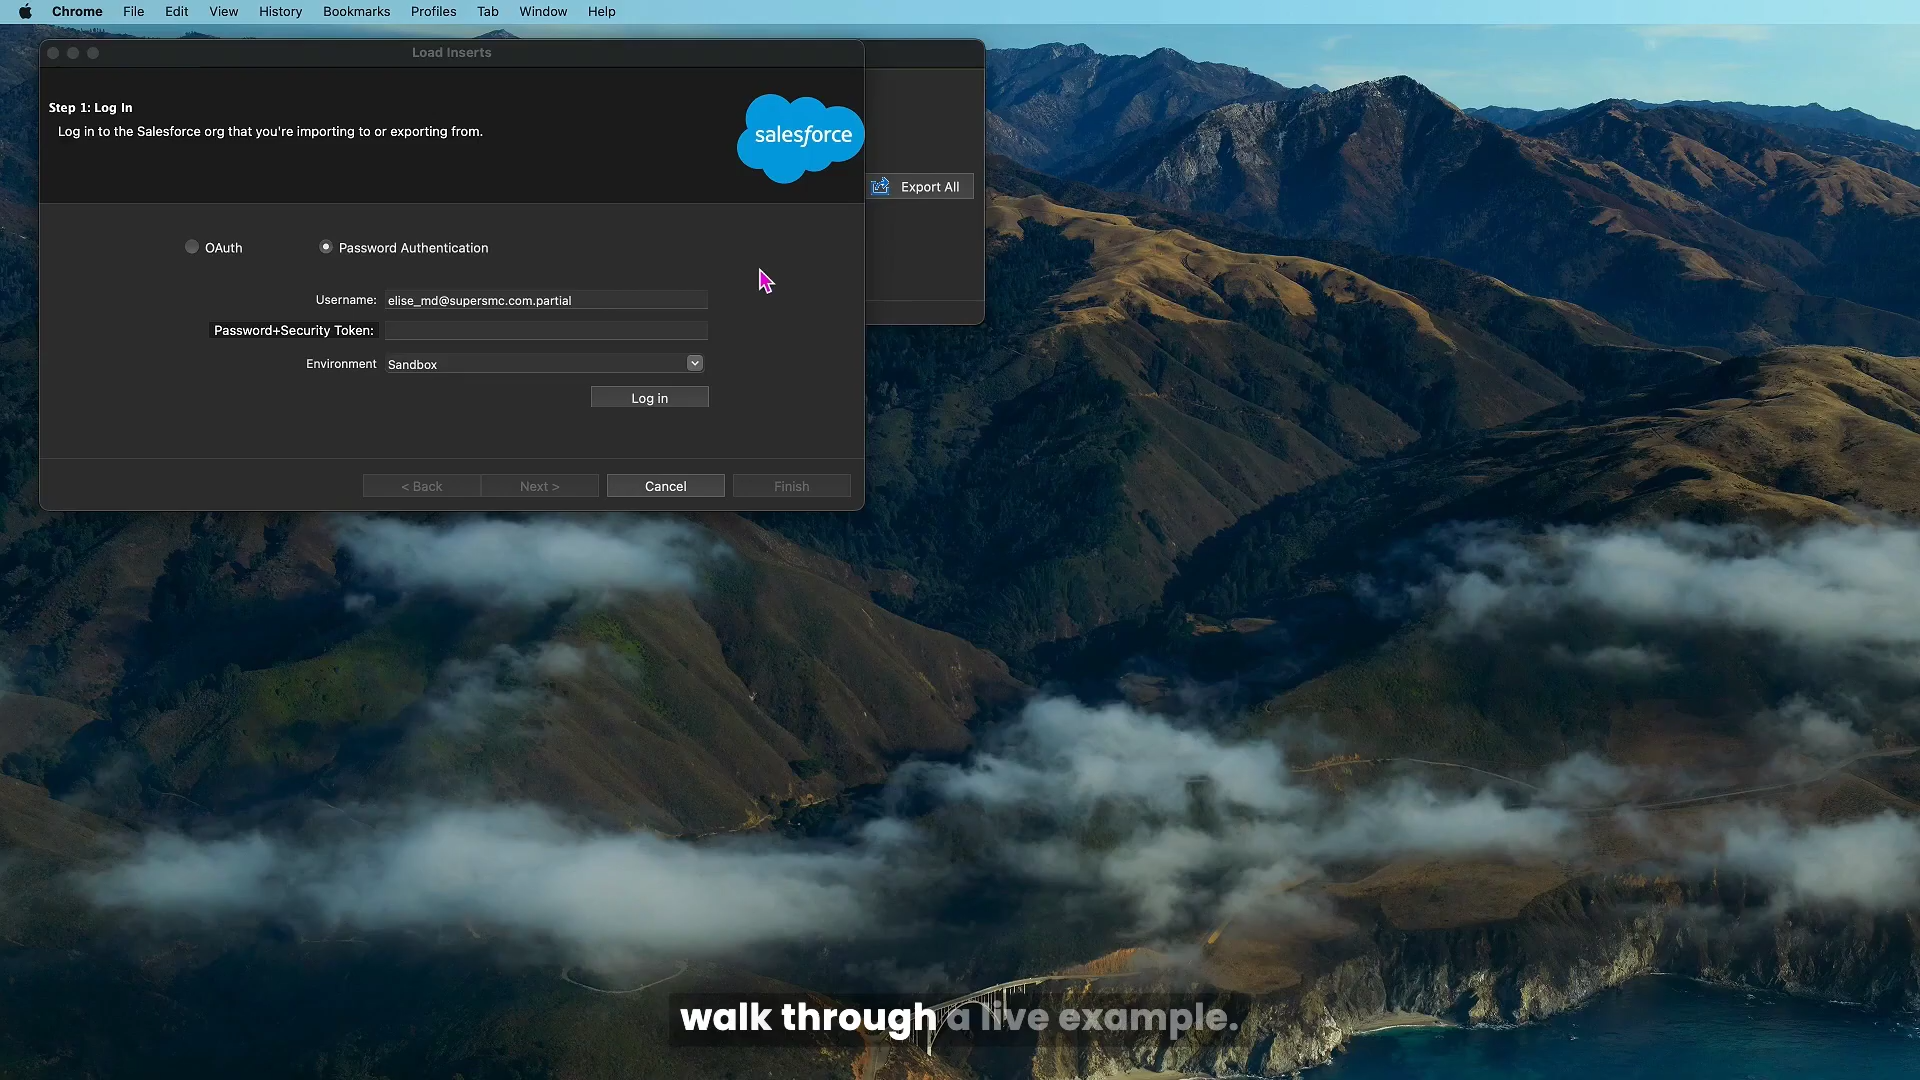 Chrome File Edit View History Bookmarks Profiles Tab Window Help
Load Inserts
Step 1: Log In
Log in to the Salesforce org that you're importing to or exporting from.
salesforce
Export All
OAuth Password Authentication
Username: elise_md@supersmc.com.partial
Password+Security Token:
Environment Sandbox
Log in
< Back Next > Cancel Finish
walk through a live example.